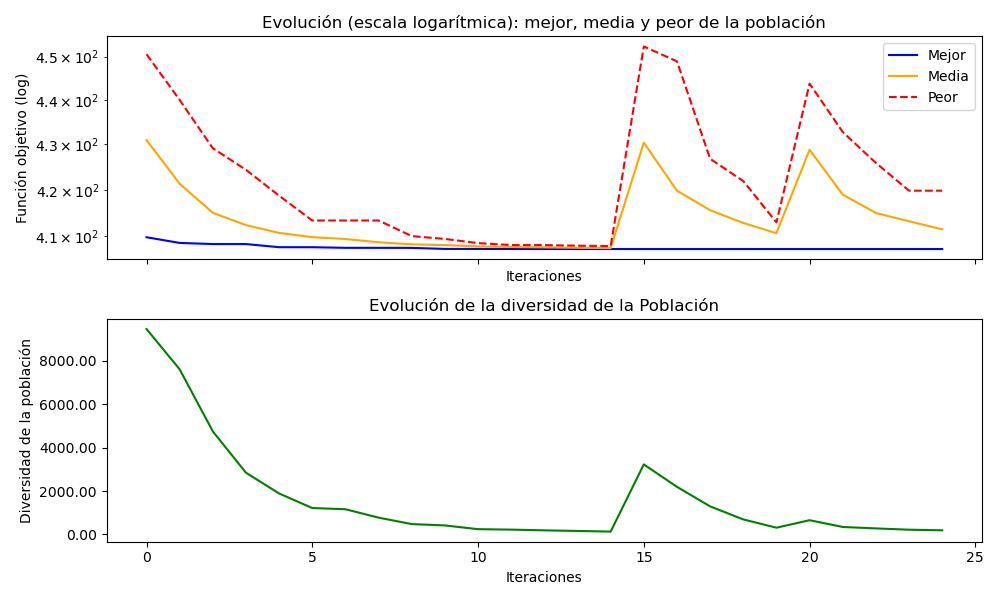 Evolución (escala logarítmica): mejor, media y peor de la población
Función objetivo (log)
4.5 × 10²
4.4 × 10²
4.3 × 10²
4.2 × 10²
4.1 × 10²
Mejor
Media
Peor
Iteraciones
Evolución de la diversidad de la Población
Diversidad de la población
8000.00
6000.00
4000.00
2000.00
0.00
0 5 10 15 20 25
Iteraciones